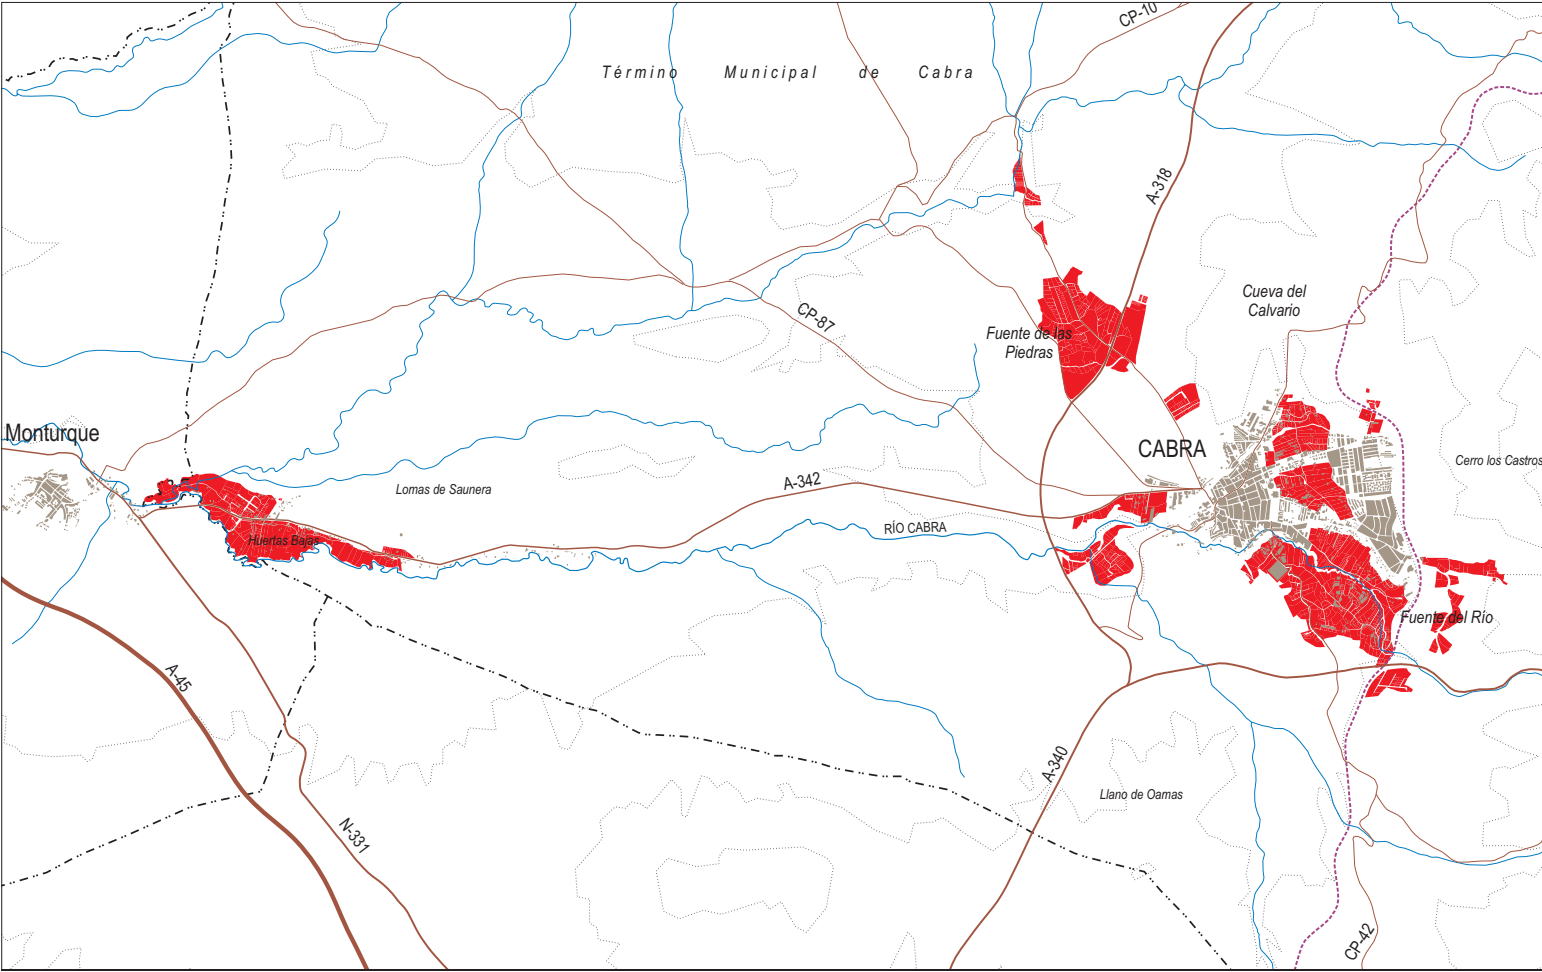 CP-10
Término Municipal de Cabra
A-318
Cueva del
Calvario
CP-87
Fuente de las
Piedras
Monturque
CABRA
Cerro los Castros
A-342
Lomas de Saunera
RÍO CABRA
Huertas Bajas
Fuente del Río
A-45
A-340
Llano de Oamas
N-331
CP-42